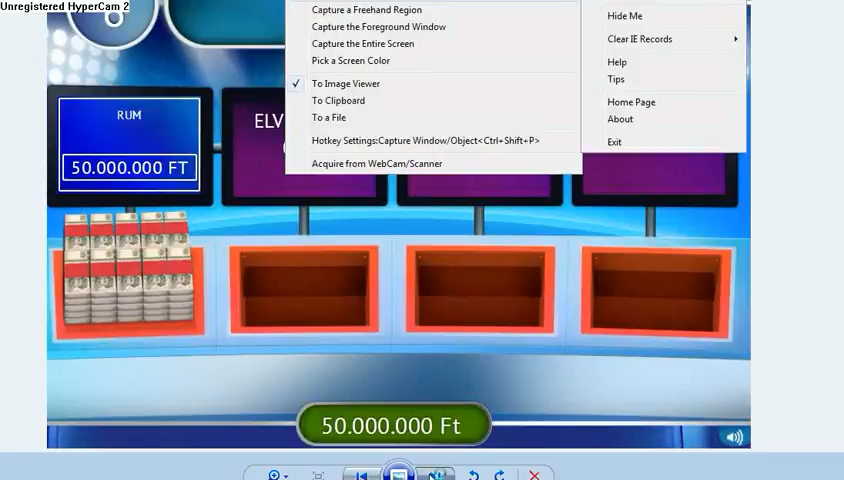 Unregistered HyperCam 2
Capture a Freehand Region
Capture the Foreground Window
Capture the Entire Screen
Pick a Screen Color
To Image Viewer
To Clipboard
To a File
Hotkey Settings:Capture Window/Object<Ctrl+Shift+P>
Acquire from WebCam/Scanner
Hide Me
Clear IE Records
Help
Tips
Home Page
About
Exit
RUM
50.000.000 FT
ELV
50.000.000 Ft